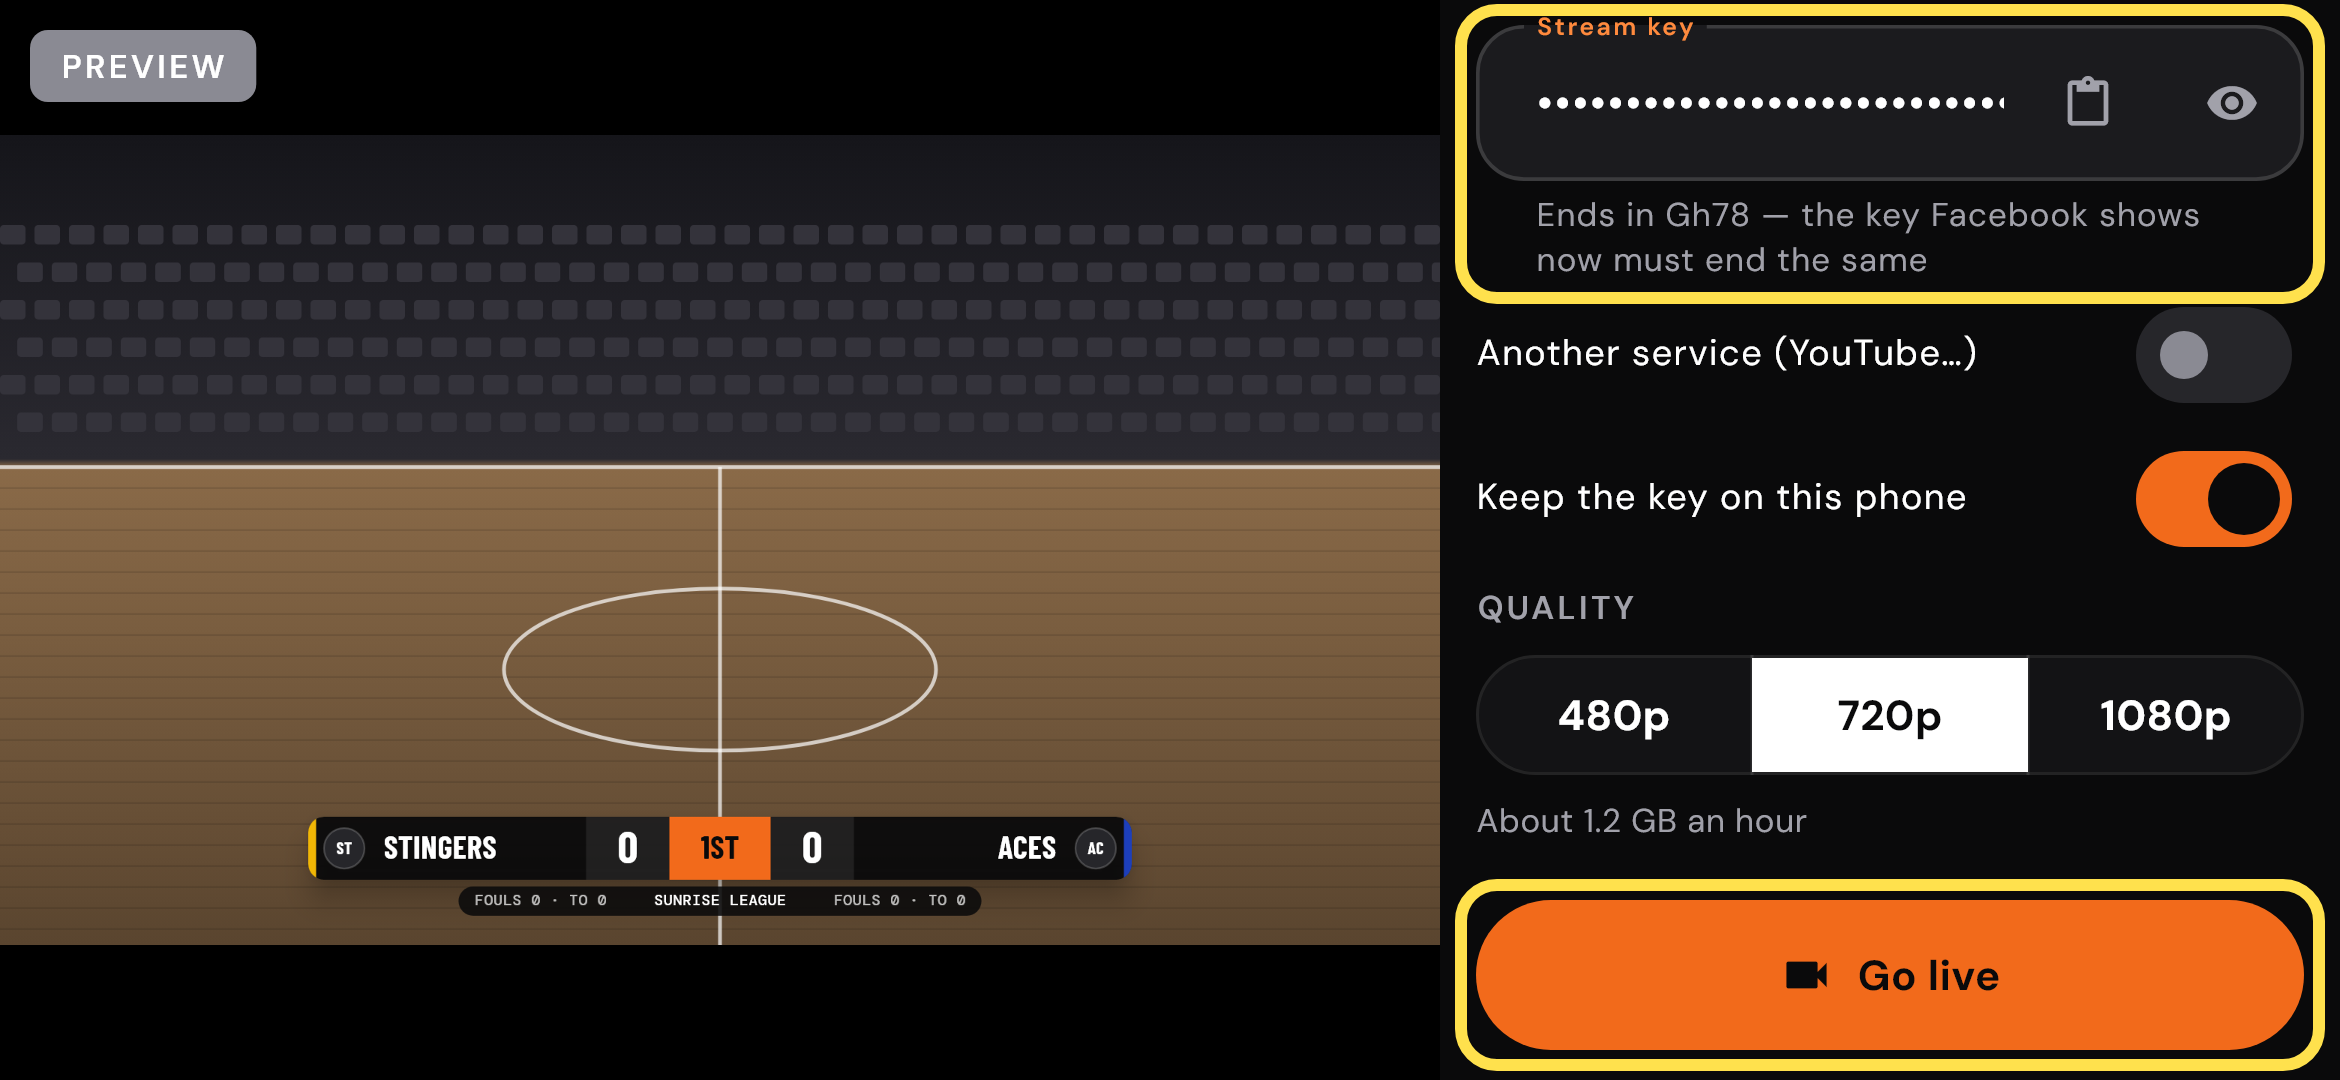 PREVIEW
ST STINGERS 0 1ST 0 ACES AC
FOULS 0 · TO 0 SUNRISE LEAGUE FOULS 0 · TO 0
Stream key
Ends in Gh78 — the key Facebook shows
now must end the same
Another service (YouTube…)
Keep the key on this phone
QUALITY
480p 720p 1080p
About 1.2 GB an hour
Go live